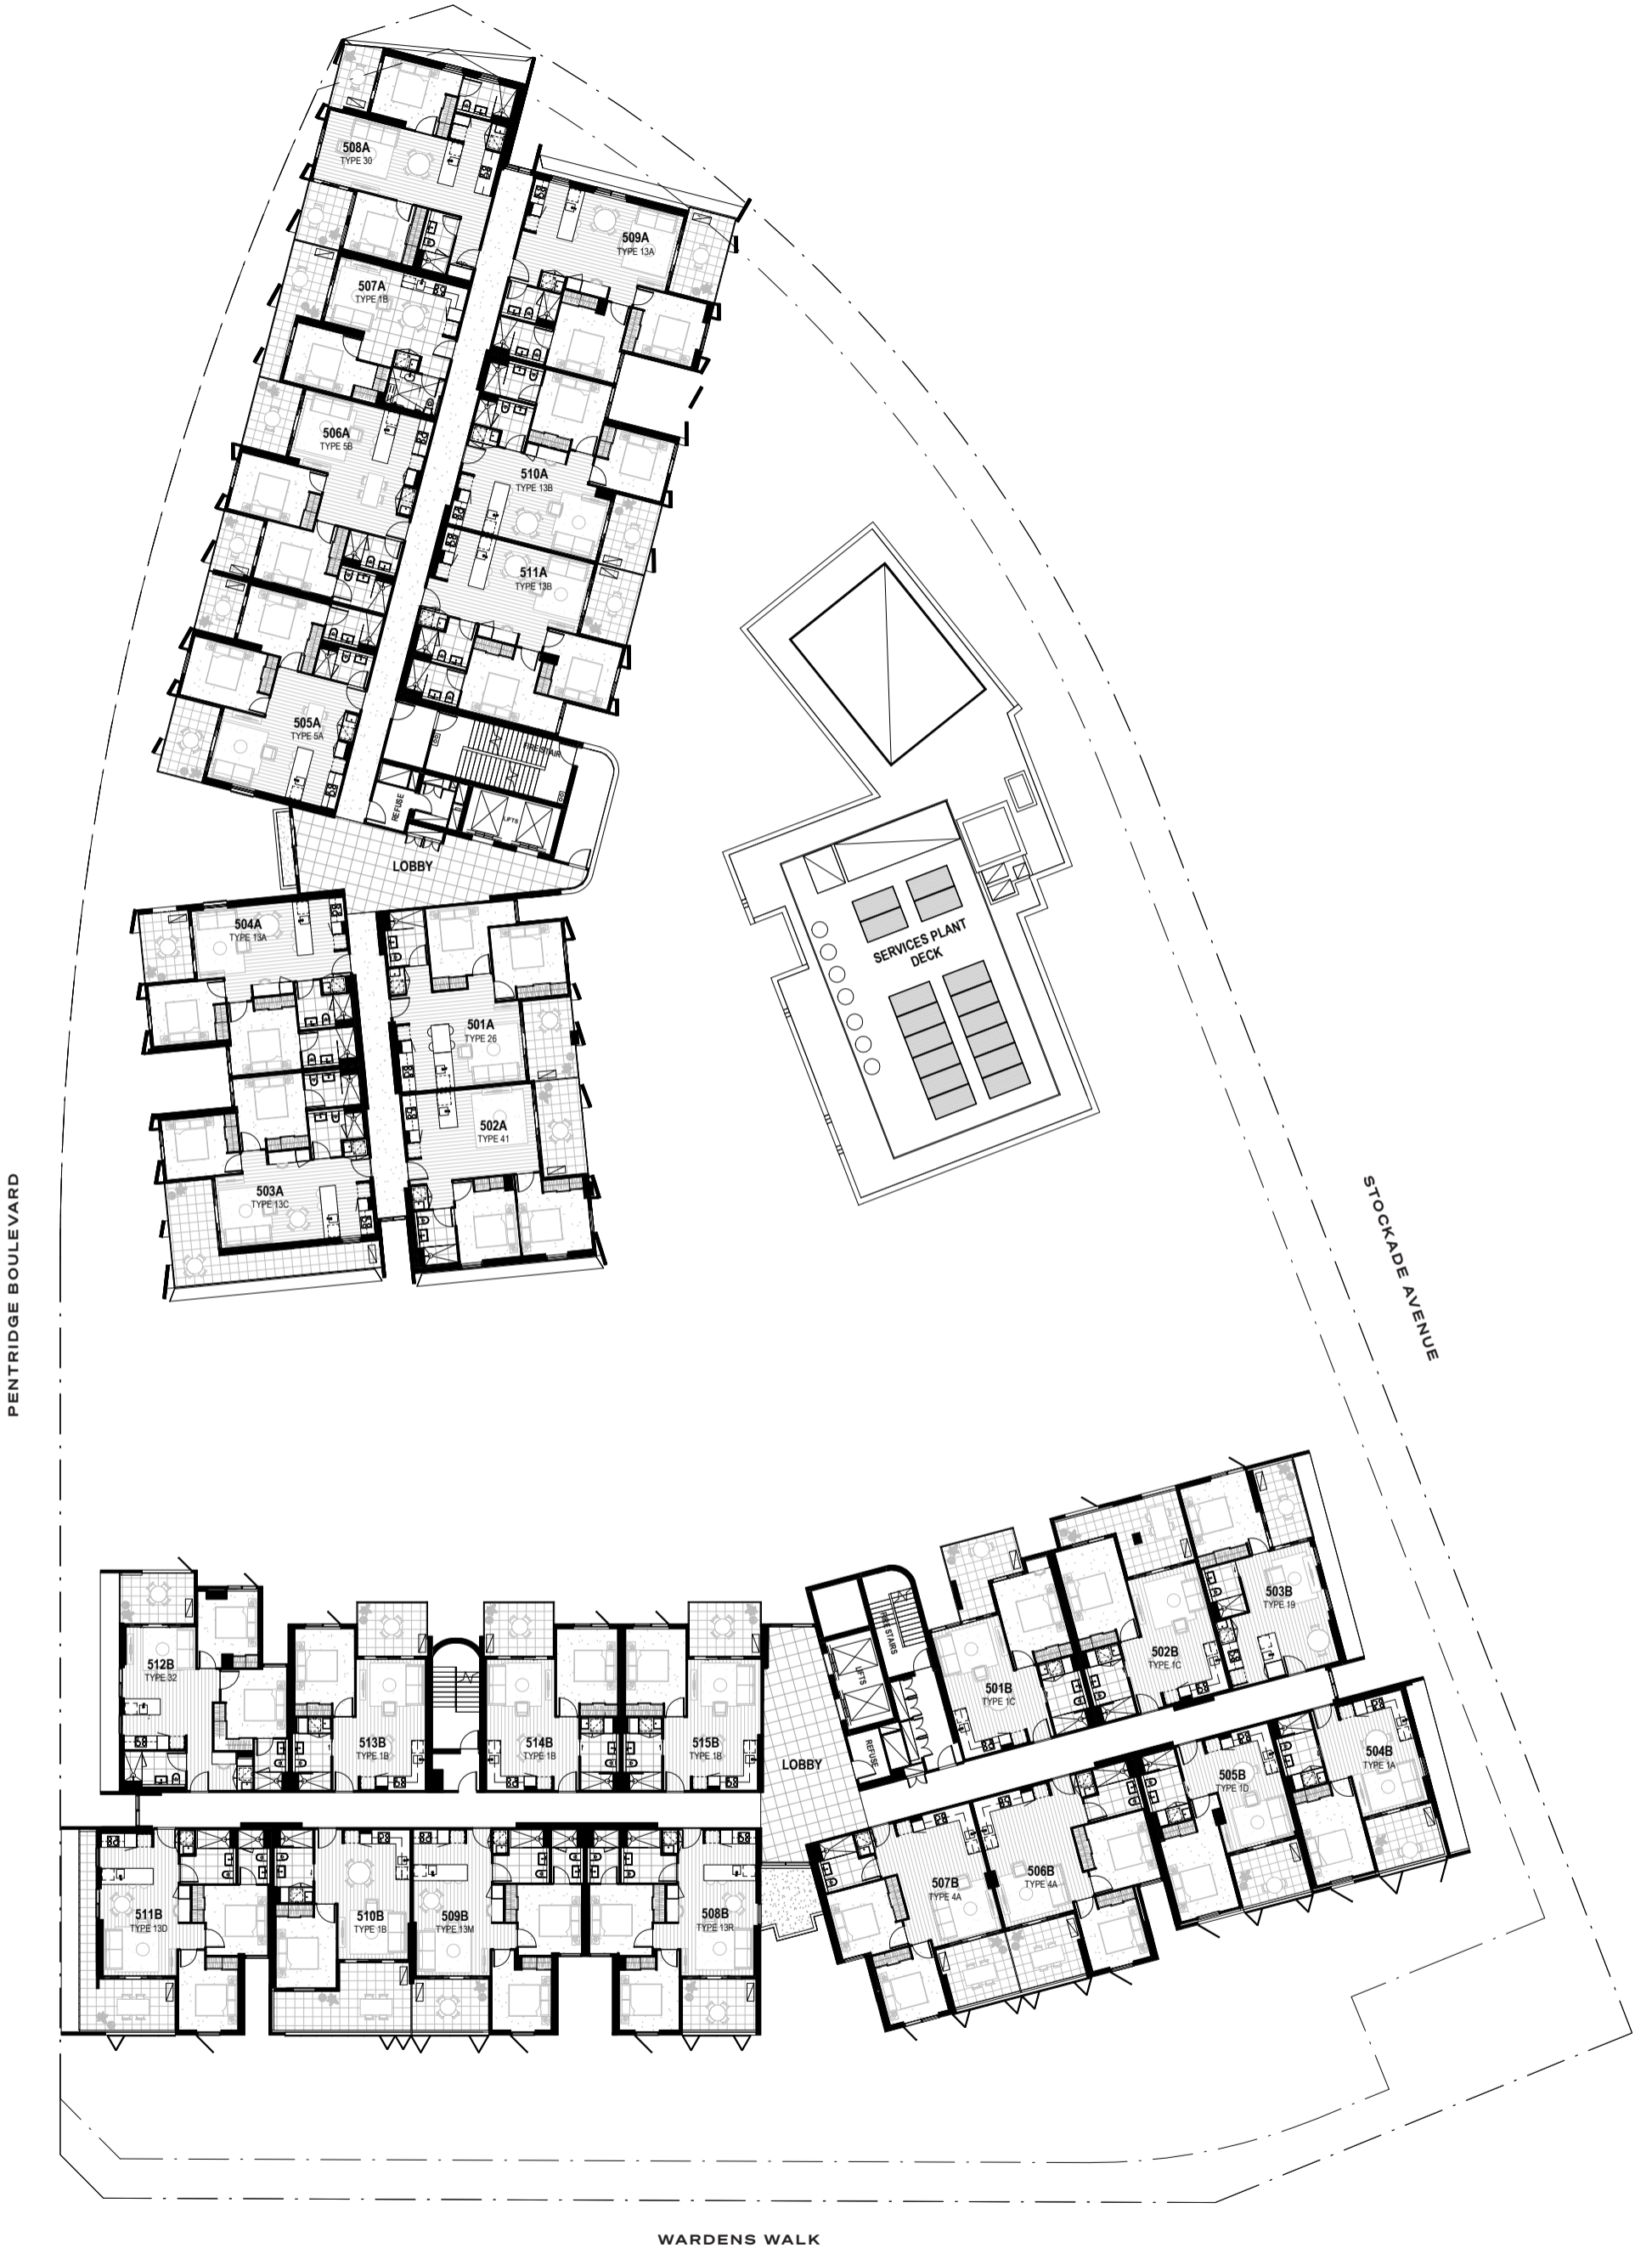 508A
TYPE 30
509A
TYPE 13A
507A
TYPE 1B
506A
TYPE 5B
510A
TYPE 13B
511A
TYPE 13B
505A
TYPE 5A
FIRE STAIR
REFUSE
LIFTS
LOBBY
504A
TYPE 13A
501A
TYPE 26
502A
TYPE 41
503A
TYPE 13C
SERVICES PLANT
DECK
PENTRIDGE BOULEVARD
STOCKADE AVENUE
503B
TYPE 19
502B
TYPE 1C
501B
TYPE 1C
FIRE STAIRS
LIFTS
REFUSE
LOBBY
512B
TYPE 32
513B
TYPE 1B
514B
TYPE 1B
515B
TYPE 1B
504B
TYPE 1A
505B
TYPE 1D
506B
TYPE 4A
507B
TYPE 4A
511B
TYPE 13D
510B
TYPE 1B
509B
TYPE 13M
508B
TYPE 13R
WARDENS WALK